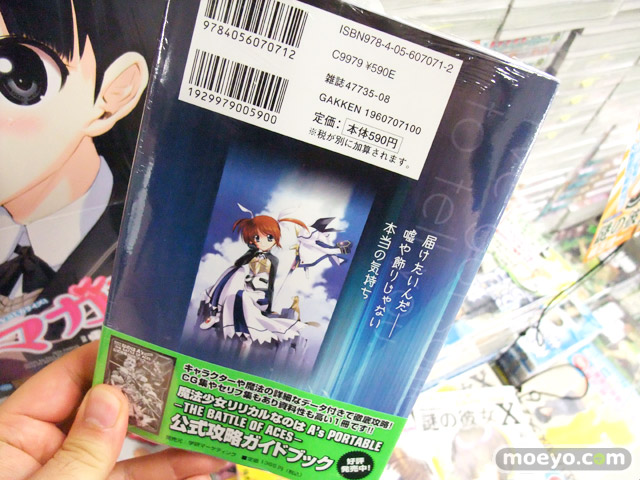 ISBN978-4-05-607071-2
C9979 ¥590E
雑誌47735-08
GAKKEN 1960707100
定価：本体590円
※税が別に加算されます。
9784056070712
1929979005900
届けたいんだ――
嘘や飾りじゃない
本当の気持ち
キャラクターや魔法の詳細なデータ付きで徹底攻略！
CG集やセリフ集もあり資料性も高い1冊です!!
魔法少女リリカルなのは A's PORTABLE
-THE BATTLE OF ACES-
公式攻略ガイドブック
好評
発売中！
謎の彼女X
moeyo.com